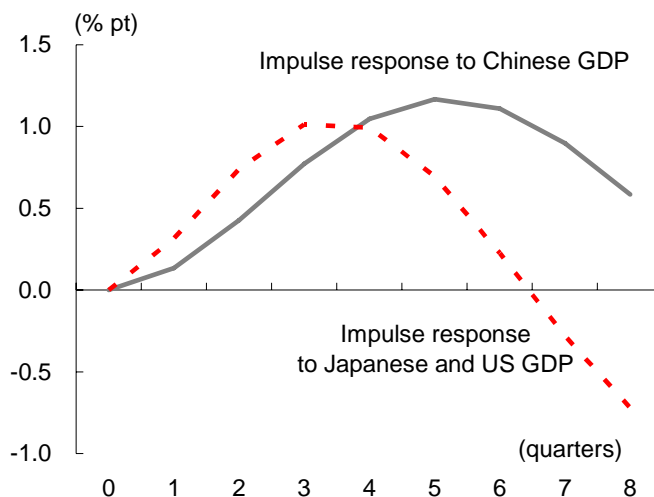 (% pt)
1.5
Impulse response to Chinese GDP
1.0
0.5
0.0
Impulse response
to Japanese and US GDP
-0.5
-1.0
(quarters)
0 1 2 3 4 5 6 7 8